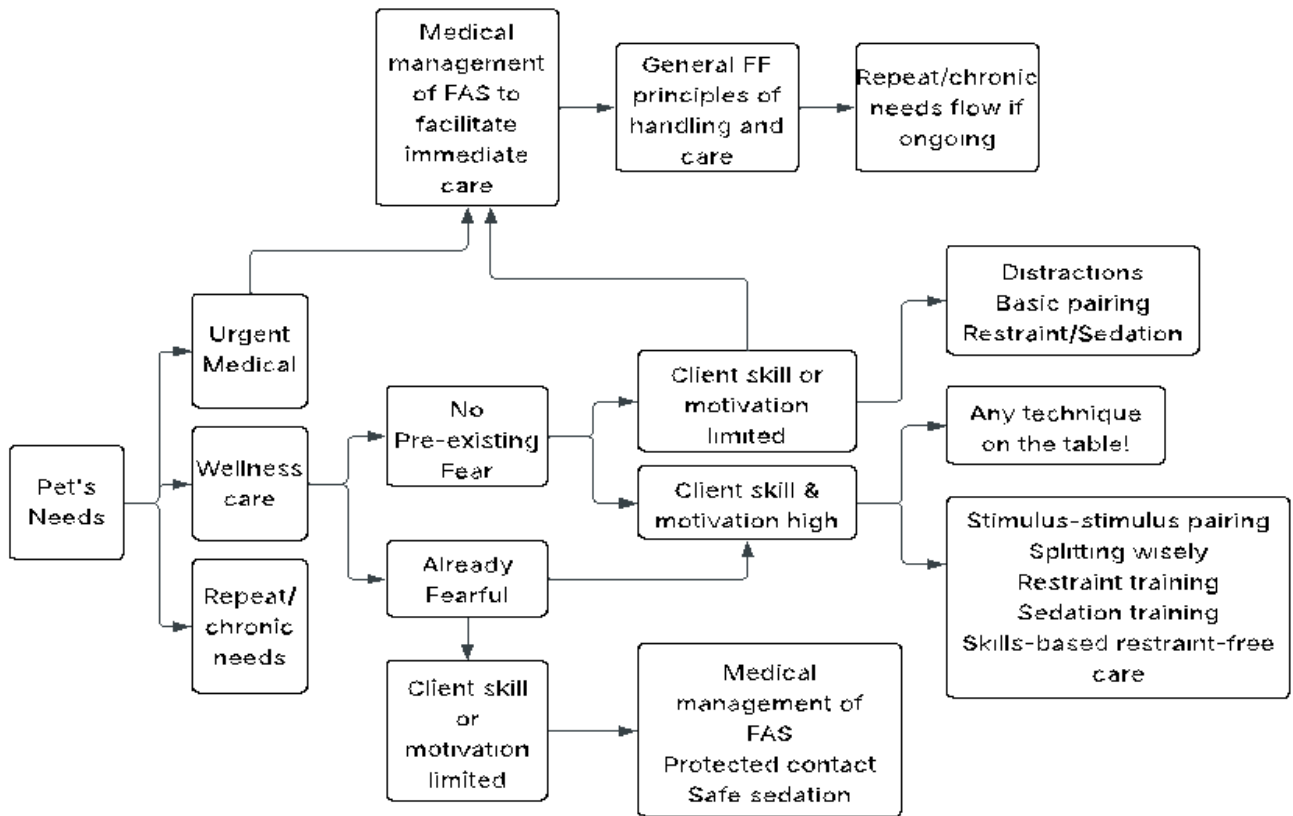 Medical
management
of FAS to
facilitate
immediate
care
General FF
principles of
handling and
care
Repeat/chronic
needs flow if
ongoing
Distractions
Basic pairing
Restraint/Sedation
Urgent
Medical
Client skill or
motivation
limited
No
Pre-existing
Fear
Any technique
on the table!
Pet's
Needs
Wellness
care
Client skill &
motivation high
Already
Fearful
Stimulus-stimulus pairing
Splitting wisely
Restraint training
Sedation training
Skills-based restraint-free
care
Repeat/
chronic
needs
Client skill
or
motivation
limited
Medical
management of
FAS
Protected contact
Safe sedation